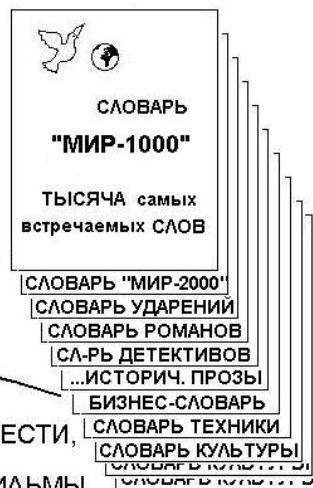 СЛОВАРЬ
"МИР-1000"
ТЫСЯЧА самых
встречаемых СЛОВ
СЛОВАРЬ "МИР-2000"
СЛОВАРЬ УДАРЕНИЙ
СЛОВАРЬ РОМАНОВ
СЛ-РЬ ДЕТЕКТИВОВ
...ИСТОРИЧ. ПРОЗЫ
БИЗНЕС-СЛОВАРЬ
ЕСТИ,
СЛОВАРЬ ТЕХНИКИ
СЛОВАРЬ КУЛЬТУРЫ